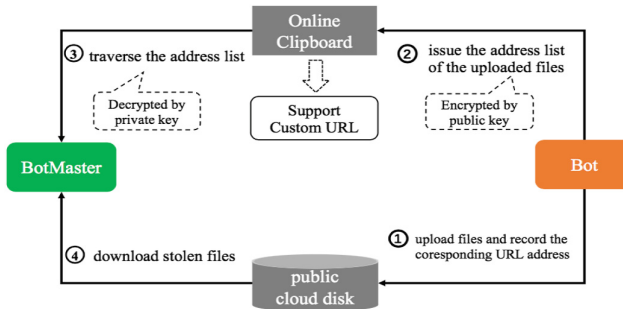 Online
Clipboard
③ traverse the address list
② issue the address list
of the uploaded files
Decrypted by
private key
Support
Custom URL
Encrypted by
public key
BotMaster
Bot
① upload files and record the
coresponding URL address
④ download stolen files
public
cloud disk